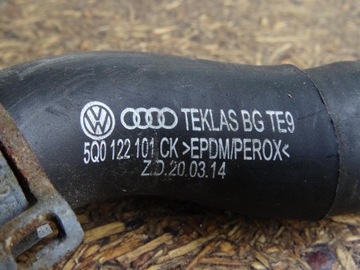 TEKLAS BG TE9
5Q0 122 101 CK >EPDM/PEROX<
Z.D.20.03.14